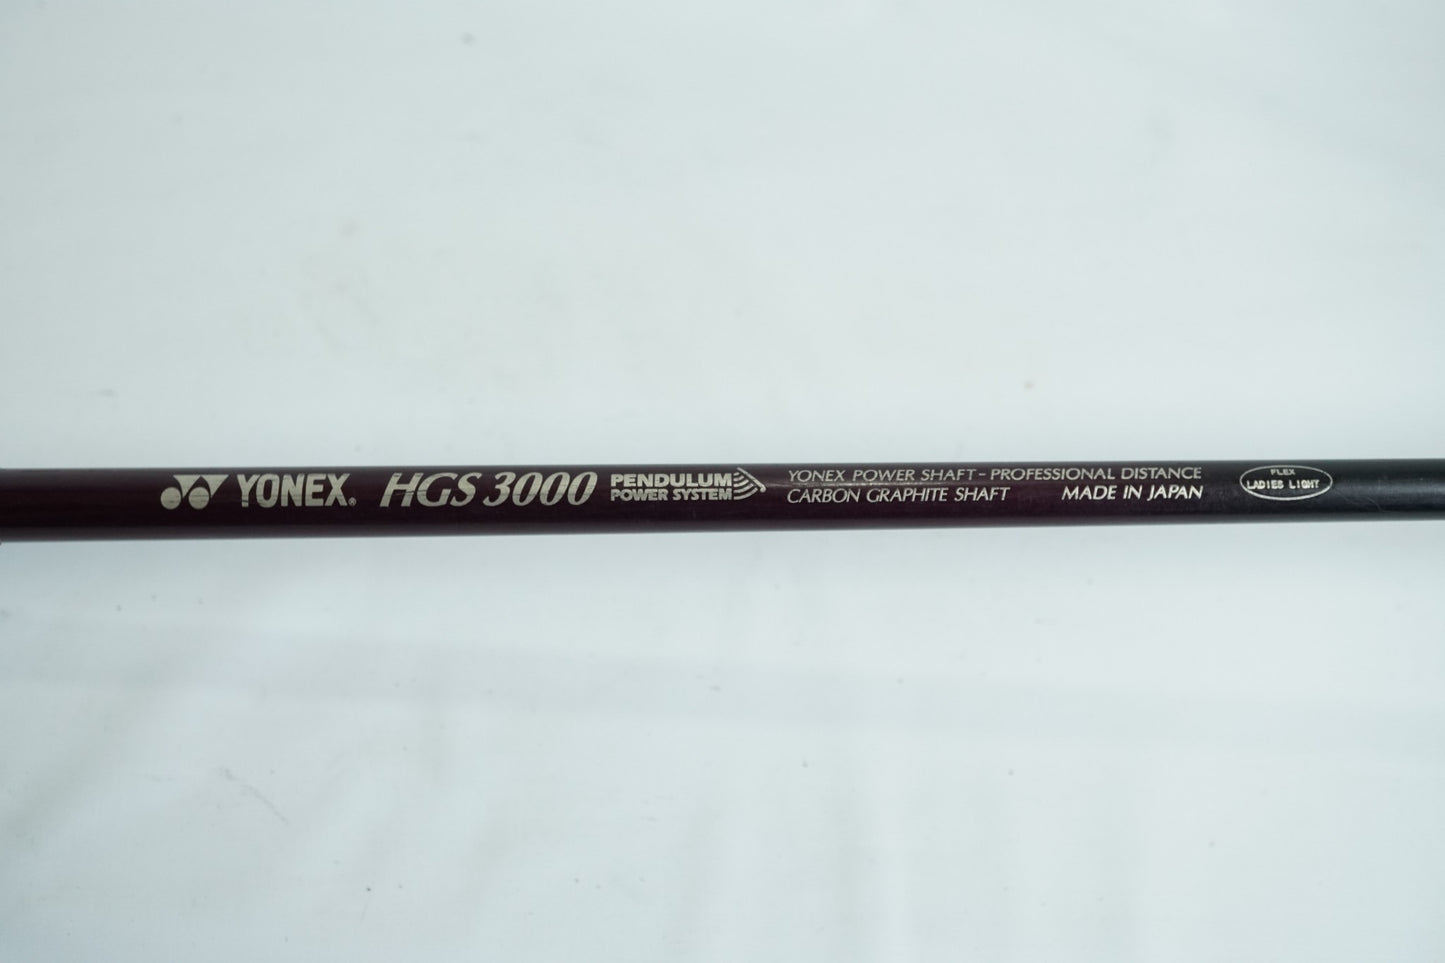 YONEX® HGS 3000
PENDULUM
POWER SYSTEM
YONEX POWER SHAFT - PROFESSIONAL DISTANCE
CARBON GRAPHITE SHAFT MADE IN JAPAN
FLEX
LADIES LIGHT